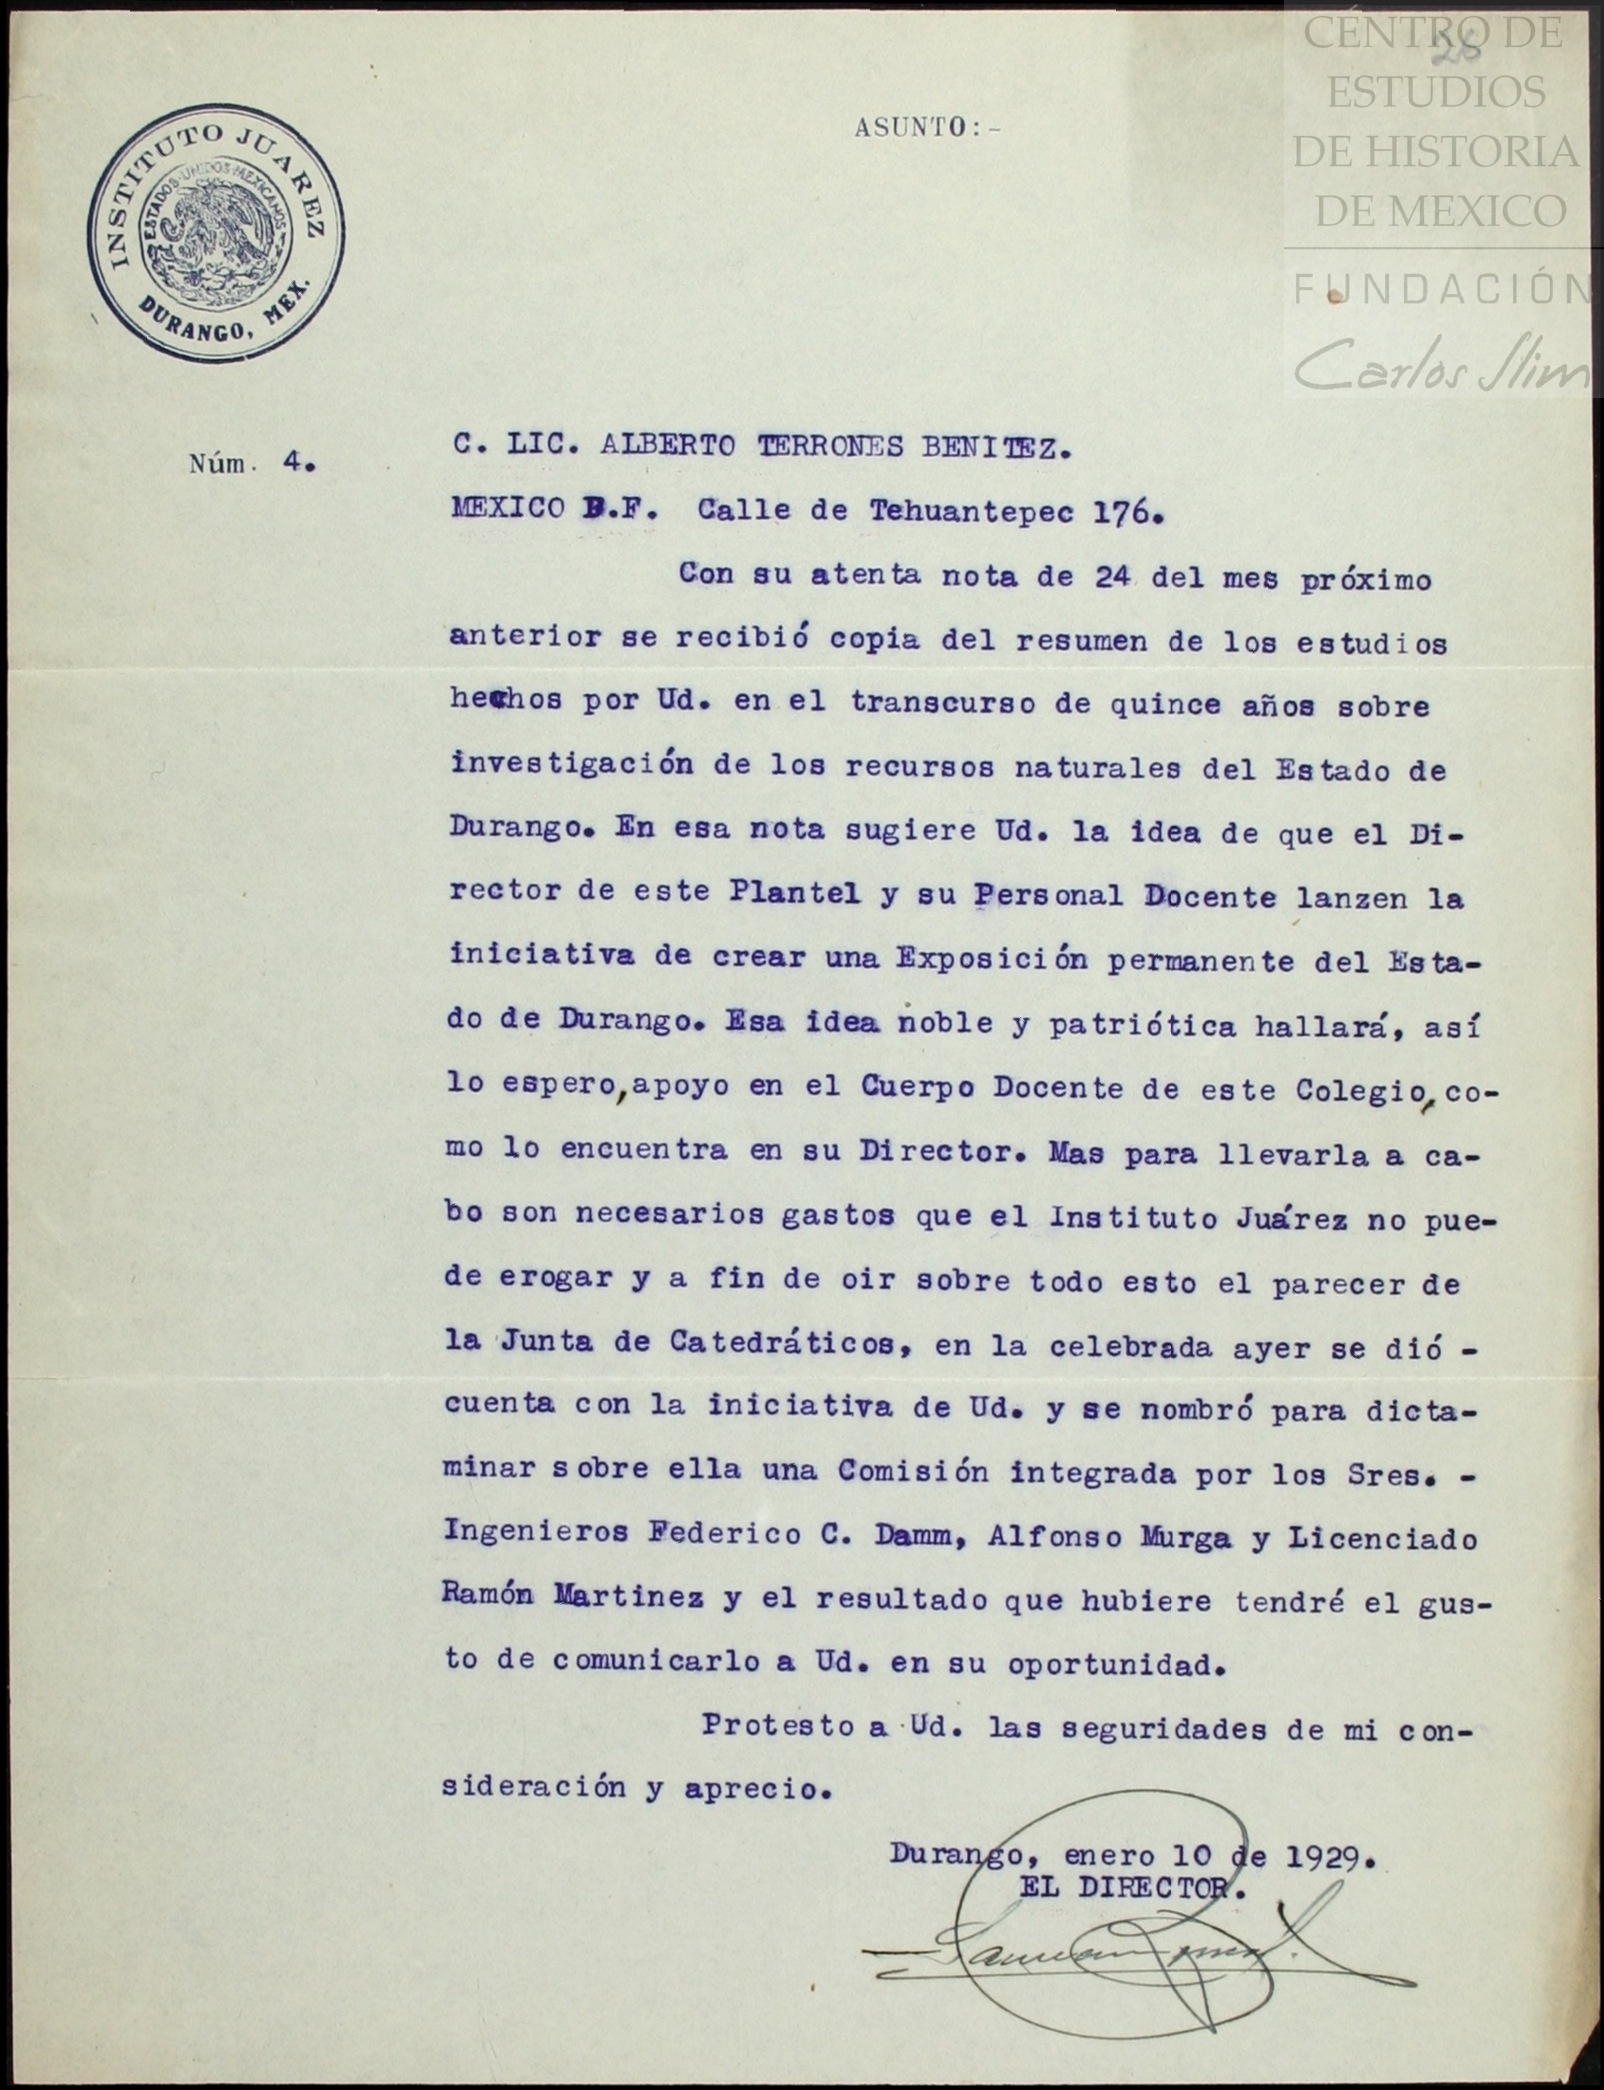 CENTRO DE
ESTUDIOS
DE HISTORIA
DE MEXICO
FUNDACIÓN
Carlos Slim
26
ASUNTO:-
INSTITUTO JUAREZ
ESTADOS UNIDOS MEXICANOS
DURANGO, MEX.
Núm. 4.
C. LIC. ALBERTO TERRONES BENITEZ.
MEXICO D.F. Calle de Tehuantepec 176.
Con su atenta nota de 24 del mes próximo
anterior se recibió copia del resumen de los estudios
hechos por Ud. en el transcurso de quince años sobre
investigación de los recursos naturales del Estado de
Durango. En esa nota sugiere Ud. la idea de que el Di-
rector de este Plantel y su Personal Docente lanzen la
iniciativa de crear una Exposición permanente del Esta-
do de Durango. Esa idea noble y patriótica hallará, así
lo espero, apoyo en el Cuerpo Docente de este Colegio, co-
mo lo encuentra en su Director. Mas para llevarla a ca-
bo son necesarios gastos que el Instituto Juárez no pue-
de erogar y a fin de oir sobre todo esto el parecer de
la Junta de Catedráticos, en la celebrada ayer se dió -
cuenta con la iniciativa de Ud. y se nombró para dicta-
minar sobre ella una Comisión integrada por los Sres. -
Ingenieros Federico C. Damm, Alfonso Murga y Licenciado
Ramón Martinez y el resultado que hubiere tendré el gus-
to de comunicarlo a Ud. en su oportunidad.
Protesto a Ud. las seguridades de mi con-
sideración y aprecio.
Durango, enero 10 de 1929.
EL DIRECTOR.